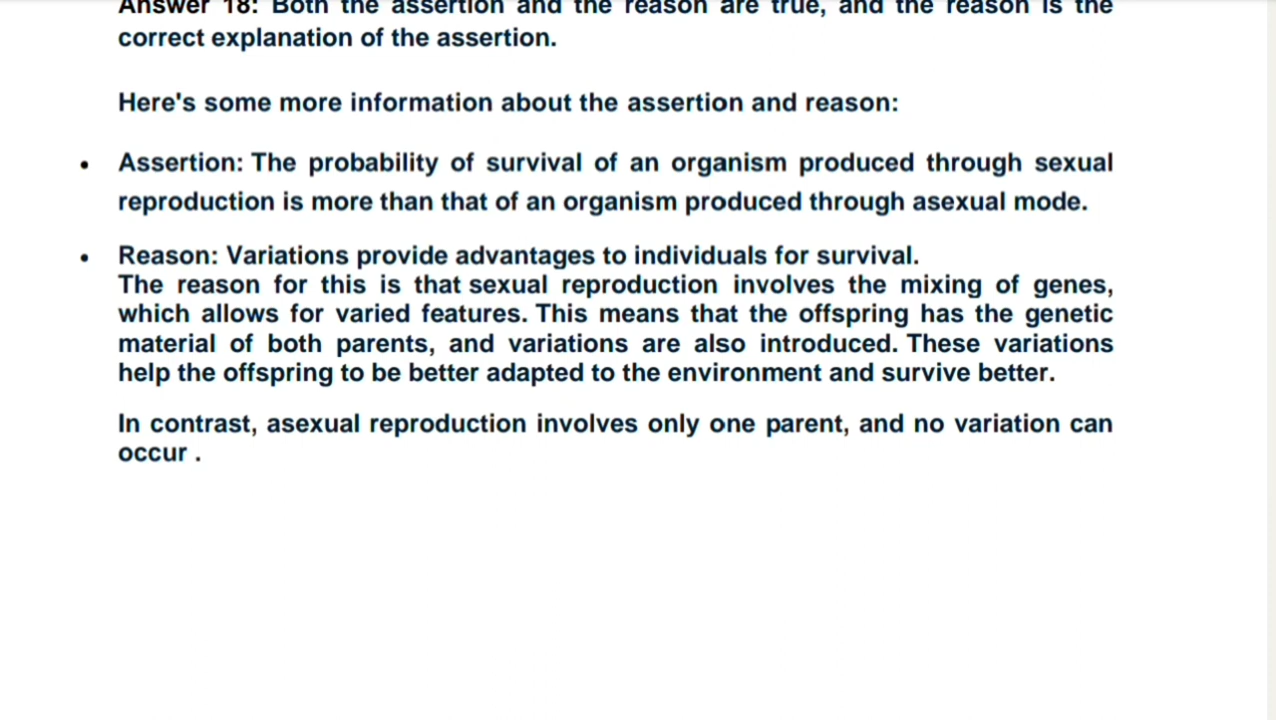 Answer 18: Both the assertion and the reason are true, and the reason is the
correct explanation of the assertion.
Here's some more information about the assertion and reason:
• Assertion: The probability of survival of an organism produced through sexual
reproduction is more than that of an organism produced through asexual mode.
• Reason: Variations provide advantages to individuals for survival.
The reason for this is that sexual reproduction involves the mixing of genes,
which allows for varied features. This means that the offspring has the genetic
material of both parents, and variations are also introduced. These variations
help the offspring to be better adapted to the environment and survive better.
In contrast, asexual reproduction involves only one parent, and no variation can
occur .